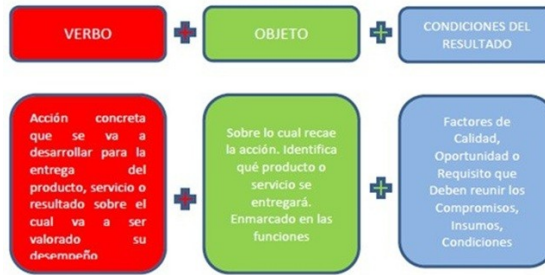 VERBO
OBJETO
CONDICIONES DEL
RESULTADO
Acción concreta
que se va a
desarrollar para la
entrega del
producto, servicio o
resultado sobre el
cual va a ser
valorado su
desempeño
Sobre lo cual recae
la acción. Identifica
qué producto o
servicio se
entregará.
Enmarcado en las
funciones
Factores de
Calidad,
Oportunidad o
Requisito que
Deben reunir los
Compromisos,
Insumos,
Condiciones